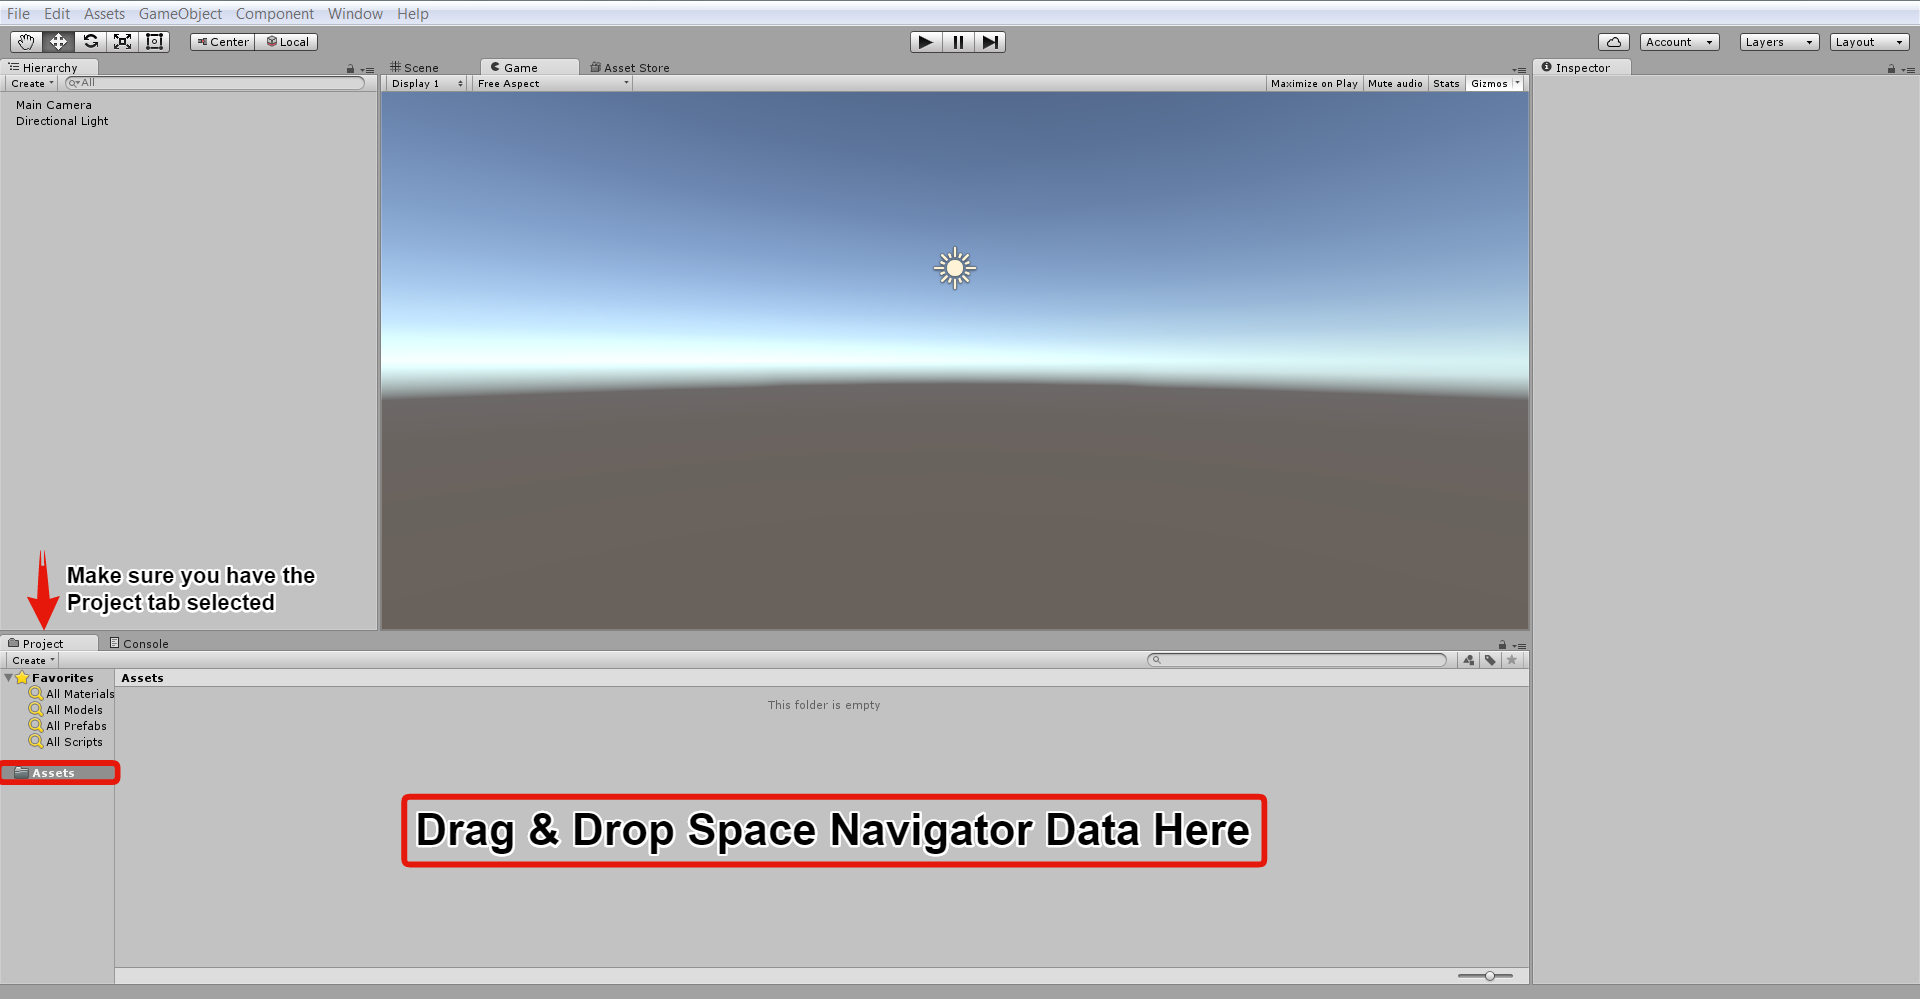 File Edit Assets GameObject Component Window Help
Center Local
Account Layers Layout
Hierarchy
Create All
Main Camera
Directional Light
Scene Game Asset Store
Display 1 Free Aspect Maximize on Play Mute audio Stats Gizmos
Inspector
Make sure you have the
Project tab selected
Project Console
Create
Favorites
All Materials
All Models
All Prefabs
All Scripts
Assets
Assets
This folder is empty
Drag & Drop Space Navigator Data Here